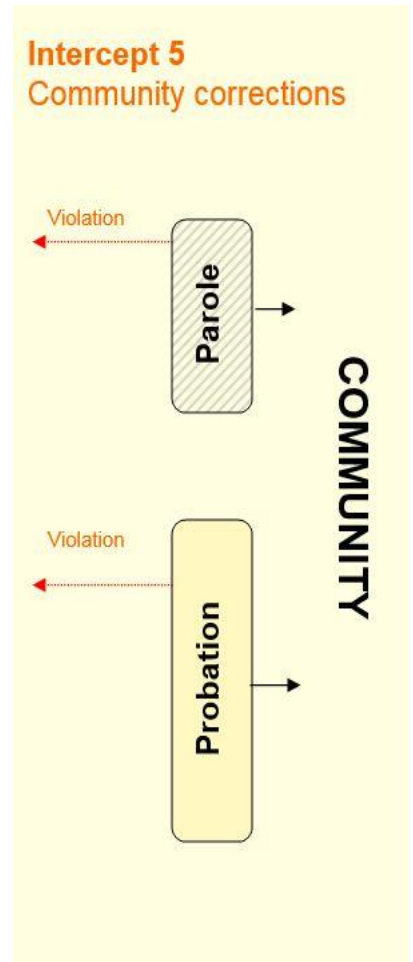 Intercept 5
Community corrections
Violation
Parole
COMMUNITY
Violation
Probation